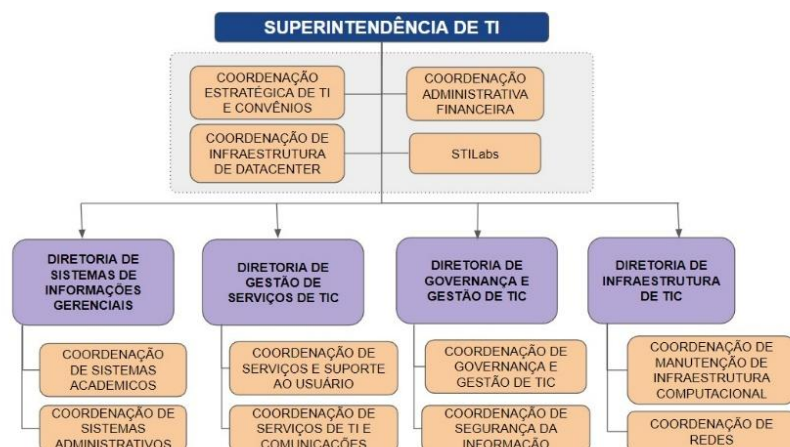 SUPERINTENDÊNCIA DE TI
COORDENAÇÃO
ESTRATÉGICA DE TI
E CONVÊNIOS
COORDENAÇÃO
ADMINISTRATIVA
FINANCEIRA
COORDENAÇÃO DE
INFRAESTRUTURA
DE DATACENTER
STILabs
DIRETORIA DE
SISTEMAS DE
INFORMAÇÕES
GERENCIAIS
DIRETORIA DE
GESTÃO DE
SERVIÇOS DE TIC
DIRETORIA DE
GOVERNANÇA E
GESTÃO DE TIC
DIRETORIA DE
INFRAESTRUTURA
DE TIC
COORDENAÇÃO
DE SISTEMAS
ACADEMICOS
COORDENAÇÃO DE
SERVIÇOS E SUPORTE
AO USUÁRIO
COORDENAÇÃO DE
GOVERNANÇA E
GESTÃO DE TIC
COORDENAÇÃO DE
MANUTENÇÃO DE
INFRAESTRUTURA
COMPUTACIONAL
COORDENAÇÃO DE
SISTEMAS
ADMINISTRATIVOS
COORDENAÇÃO DE
SERVIÇOS DE TI E
COMUNICAÇÕES
COORDENAÇÃO DE
SEGURANÇA DA
INFORMAÇÃO
COORDENAÇÃO DE
REDES